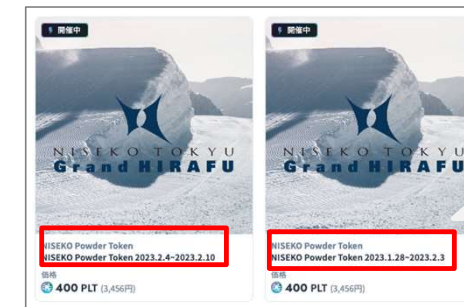 開催中
NISEKO TOKYU
Grand HIRAFU
NISEKO Powder Token
NISEKO Powder Token 2023.2.4~2023.2.10
価格
400 PLT (3,456円)
開催中
NISEKO TOKYU
Grand HIRAFU
NISEKO Powder Token
NISEKO Powder Token 2023.1.28~2023.2.3
価格
400 PLT (3,456円)